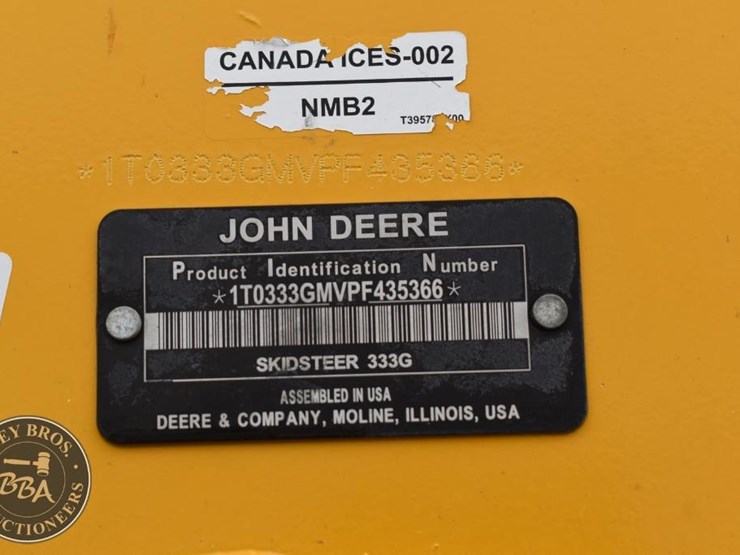 CANADA ICES-002
NMB2
*1T0333GMVPF435366*
JOHN DEERE
Product Identification Number
*1T0333GMVPF435366*
SKIDSTEER 333G
ASSEMBLED IN USA
DEERE & COMPANY, MOLINE, ILLINOIS, USA
BROS.
BBA